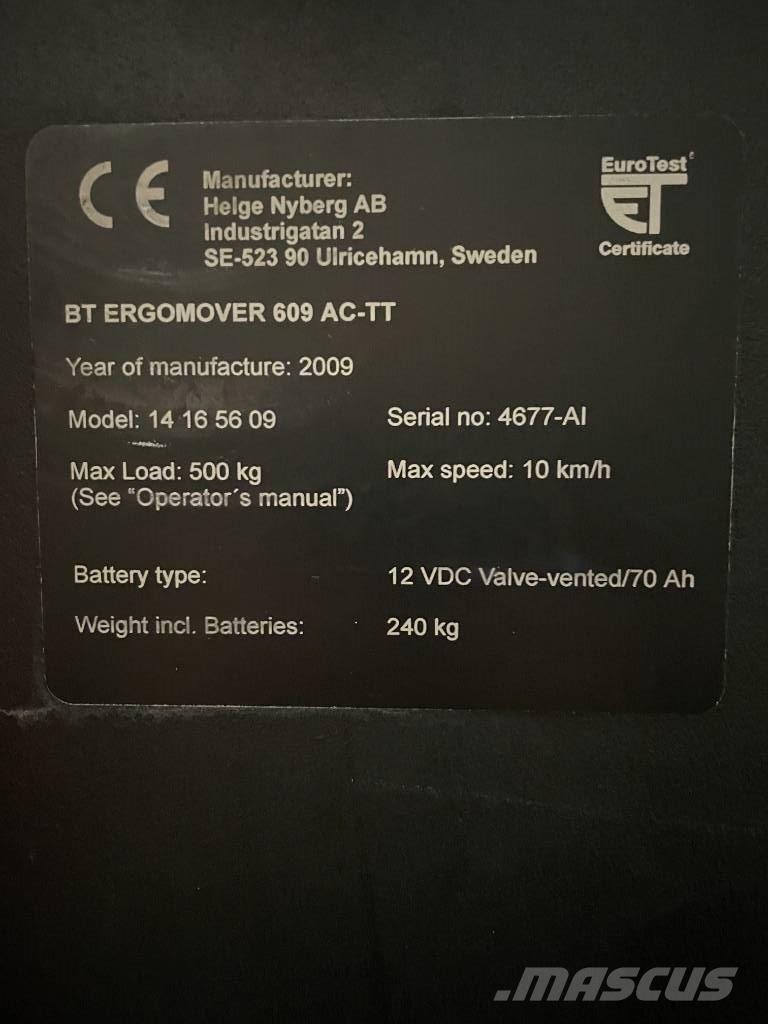 CE
Manufacturer:
Helge Nyberg AB
Industrigatan 2
SE-523 90 Ulricehamn, Sweden
EuroTest
ET
Certificate
BT ERGOMOVER 609 AC-TT
Year of manufacture: 2009
Model: 14 16 56 09 Serial no: 4677-AI
Max Load: 500 kg Max speed: 10 km/h
(See "Operator´s manual")
Battery type: 12 VDC Valve-vented/70 Ah
Weight incl. Batteries: 240 kg
.MASCUS